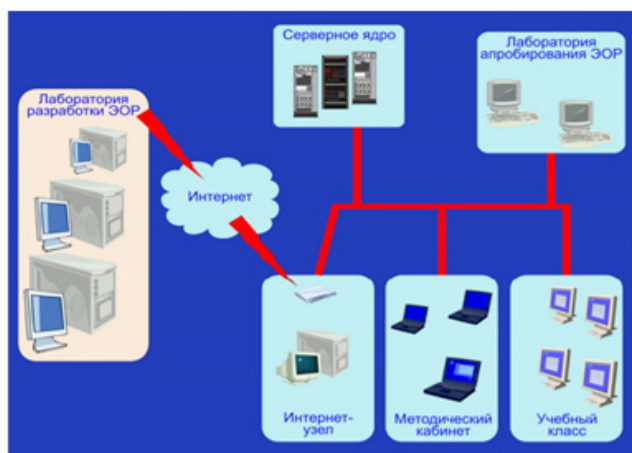 Серверное ядро
Лаборатория
апробирования ЭОР
Лаборатория
разработки ЭОР
Интернет
Интернет-
узел
Методический
кабинет
Учебный
класс